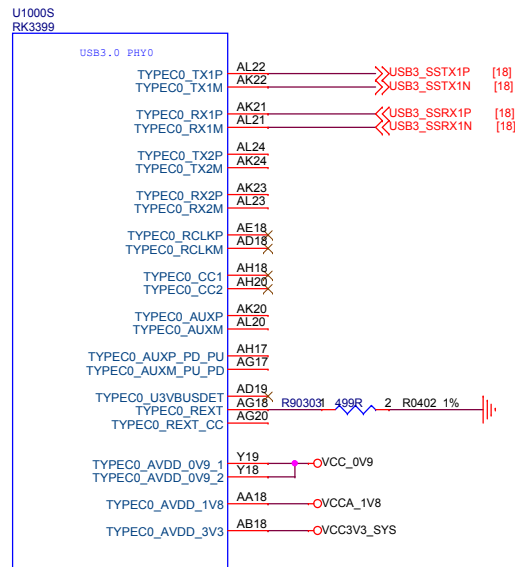 U1000S
RK3399
USB3.0 PHY0
TYPEC0_TX1P AL22 USB3_SSTX1P [18]
TYPEC0_TX1M AK22 USB3_SSTX1N [18]
TYPEC0_RX1P AK21 USB3_SSRX1P [18]
TYPEC0_RX1M AL21 USB3_SSRX1N [18]
TYPEC0_TX2P AL24
TYPEC0_TX2M AK24
TYPEC0_RX2P AK23
TYPEC0_RX2M AL23
TYPEC0_RCLKP AE18
TYPEC0_RCLKM AD18
TYPEC0_CC1 AH18
TYPEC0_CC2 AH20
TYPEC0_AUXP AK20
TYPEC0_AUXM AL20
TYPEC0_AUXP_PD_PU AH17
TYPEC0_AUXM_PU_PD AG17
TYPEC0_U3VBUSDET AD19
TYPEC0_REXT AG18 R90303 1 499R 2 R0402 1%
TYPEC0_REXT_CC AG20
TYPEC0_AVDD_0V9_1 Y19 VCC_0V9
TYPEC0_AVDD_0V9_2 Y18
TYPEC0_AVDD_1V8 AA18 VCCA_1V8
TYPEC0_AVDD_3V3 AB18 VCC3V3_SYS